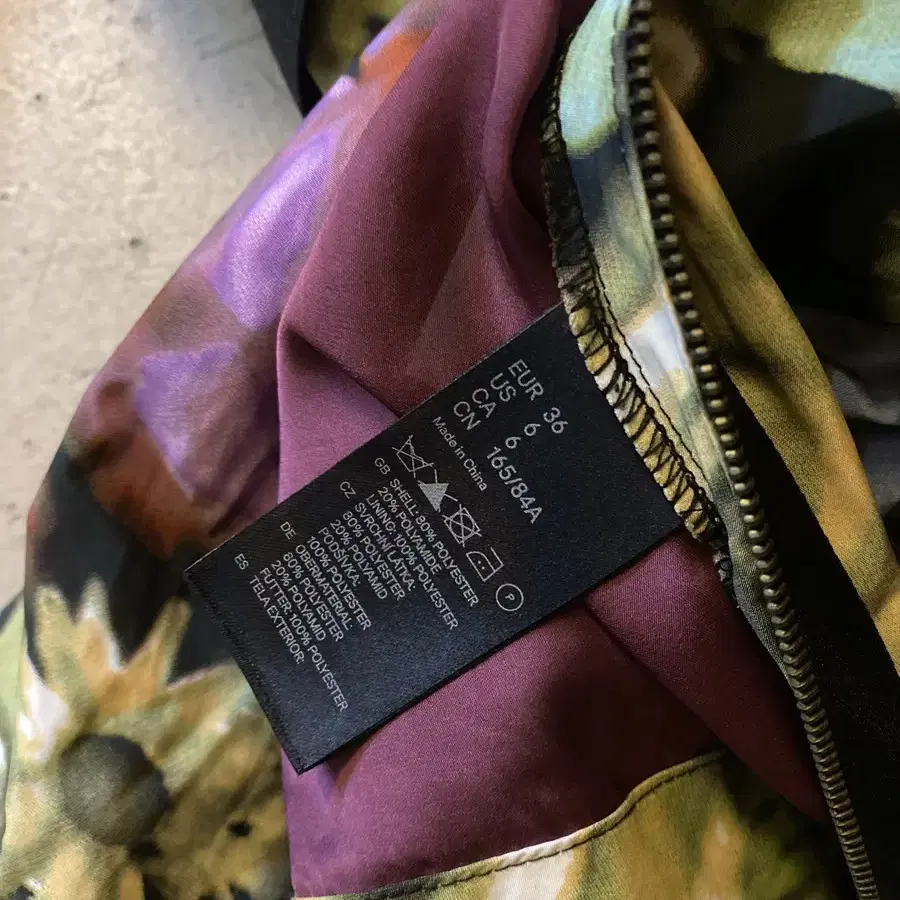 EUR 36
US 6
CA 6
CN 165/84A
Made in China
P
GB SHELL: 80% POLYESTER
20% POLYAMIDE
LINING: 100% POLYESTER
CZ SVRCHNÍ LÁTKA:
80% POLYESTER
20% POLYAMID
PODŠÍVKA:
100% POLYESTER
DE OBERMATERIAL
80% POLIESTER
20% POLYAMID
FUTTER: 100% POLYESTER
ES TELA EXTERIOR: